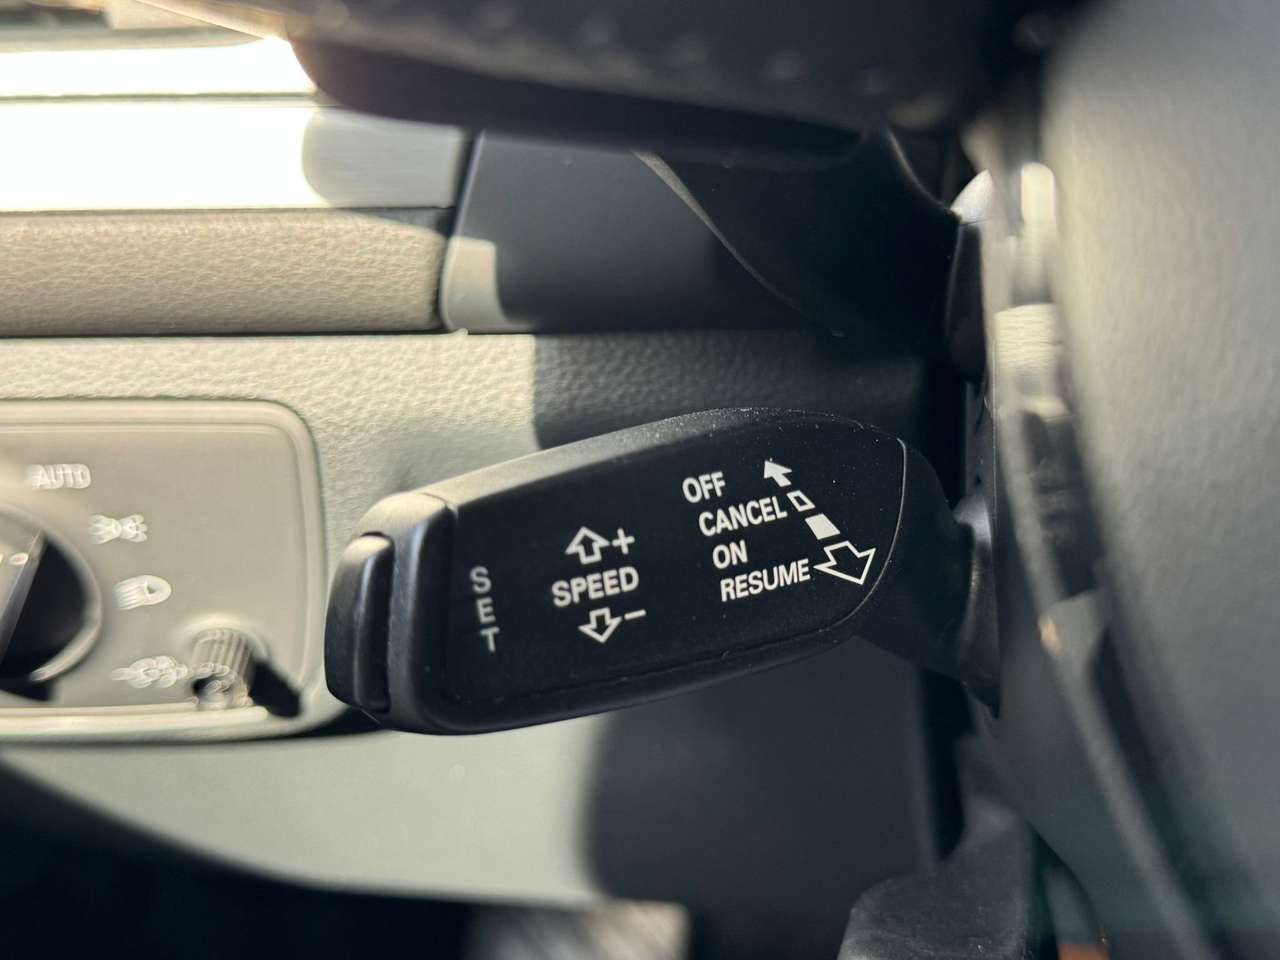 AUTO
OFF
CANCEL
ON
RESUME
+
SPEED
−
SET